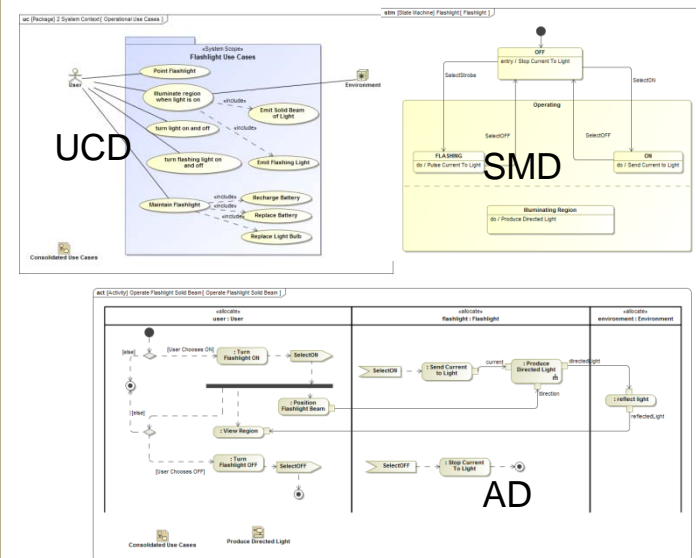 uc [Package] 2 System Context [ Operational Use Cases ]
«System Scope»
Flashlight Use Cases
Point Flashlight
User
Illuminate region
when light is on
Environment
«include»
Emit Solid Beam
of Light
«include»
turn light on and off
UCD
turn flashing light on
and off
Emit Flashing Light
Maintain Flashlight
«include»
Recharge Battery
«include»
Replace Battery
«include»
Replace Light Bulb
Consolidated Use Cases
stm [State Machine] Flashlight [ Flashlight ]
OFF
entry / Stop Current To Light
SelectStrobe
SelectON
Operating
SelectOFF
SelectOFF
FLASHING
do / Pulse Current To Light
SMD
ON
do / Send Current to Light
Illuminating Region
do / Produce Directed Light
act [Activity] Operate Flashlight Solid Beam [ Operate Flashlight Solid Beam ]
«allocate»
user : User
«allocate»
flashlight : Flashlight
«allocate»
environment : Environment
[else]
[User Chooses ON]
: Turn
Flashlight ON
SelectON
SelectON
: Send Current
to Light
current
: Produce
Directed Light
directedLight
direction
: reflect light
reflectedLight
: Position
Flashlight Beam
[else]
: View Region
[User Chooses OFF]
: Turn
Flashlight OFF
SelectOFF
SelectOFF
: Stop Current
To Light
AD
Consolidated Use Cases
Produce Directed Light